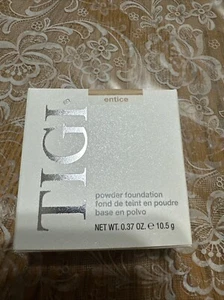 entice
TIGI
powder foundation
fond de teint en poudre
base en polvo
NET WT. 0.37 OZ. ℮ 10.5 g